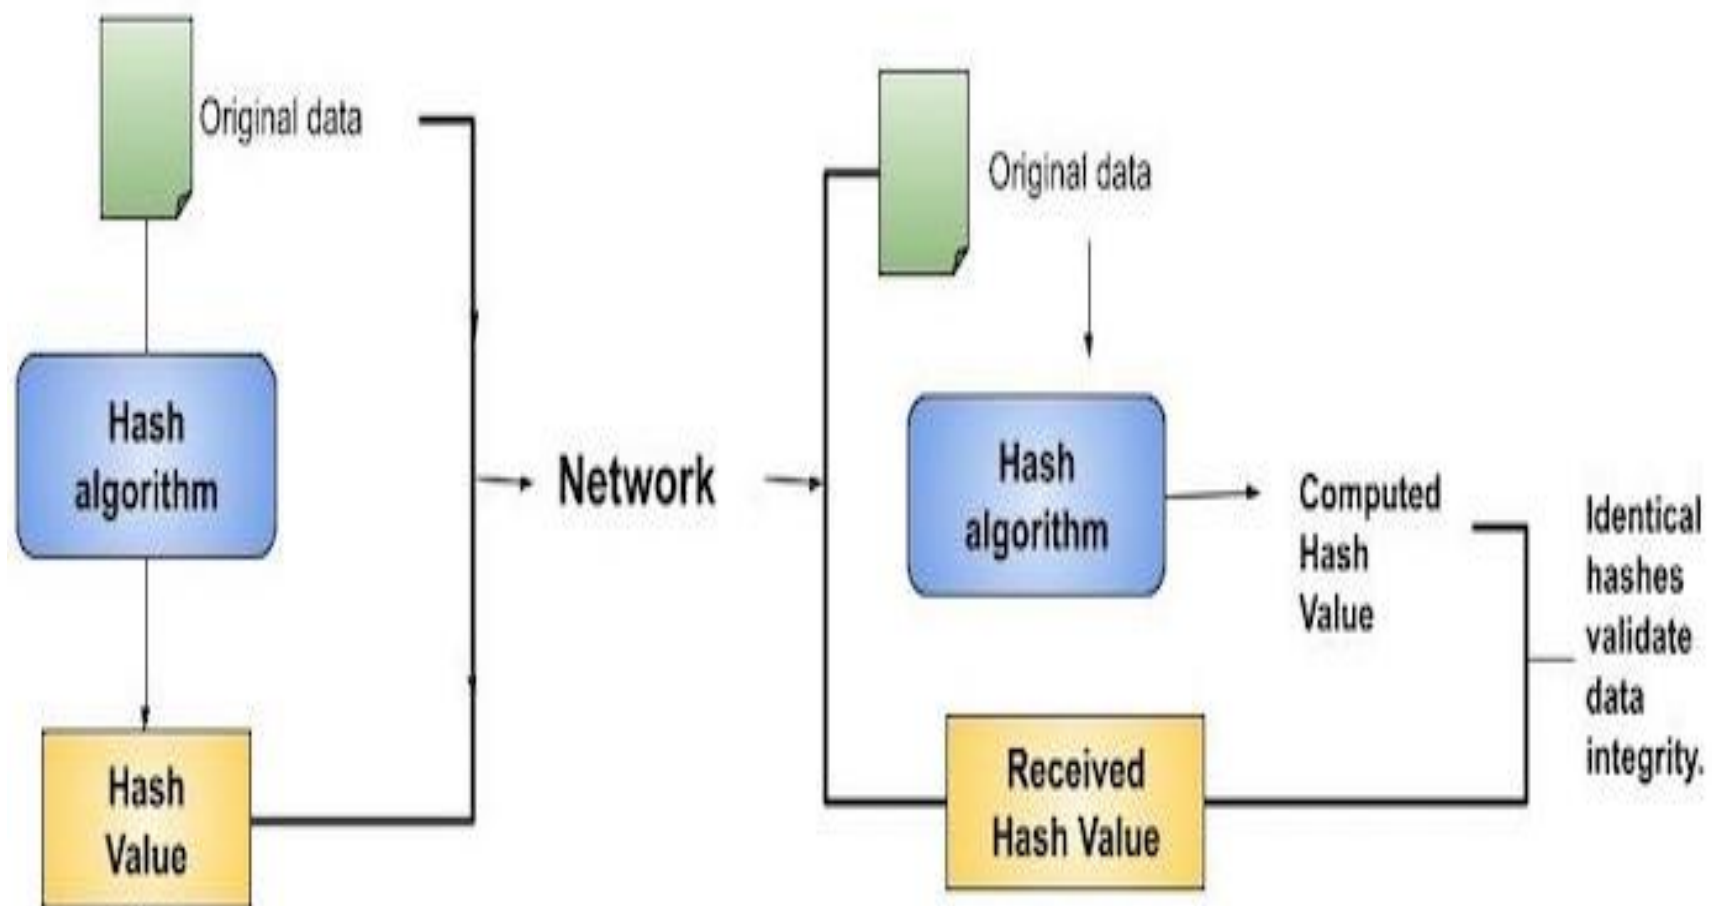 Original data
Hash
algorithm
Hash
Value
Network
Original data
Hash
algorithm
Computed
Hash
Value
Received
Hash Value
Identical
hashes
validate
data
integrity.